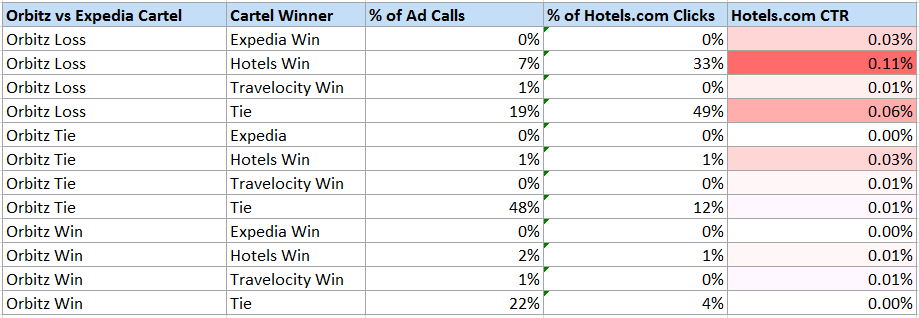 Orbitz vs Expedia Cartel Cartel Winner % of Ad Calls % of Hotels.com Clicks Hotels.com CTR
Orbitz Loss Expedia Win 0% 0% 0.03%
Orbitz Loss Hotels Win 7% 33% 0.11%
Orbitz Loss Travelocity Win 1% 0% 0.01%
Orbitz Loss Tie 19% 49% 0.06%
Orbitz Tie Expedia 0% 0% 0.00%
Orbitz Tie Hotels Win 1% 1% 0.03%
Orbitz Tie Travelocity Win 0% 0% 0.01%
Orbitz Tie Tie 48% 12% 0.01%
Orbitz Win Expedia Win 0% 0% 0.00%
Orbitz Win Hotels Win 2% 1% 0.01%
Orbitz Win Travelocity Win 1% 0% 0.01%
Orbitz Win Tie 22% 4% 0.00%